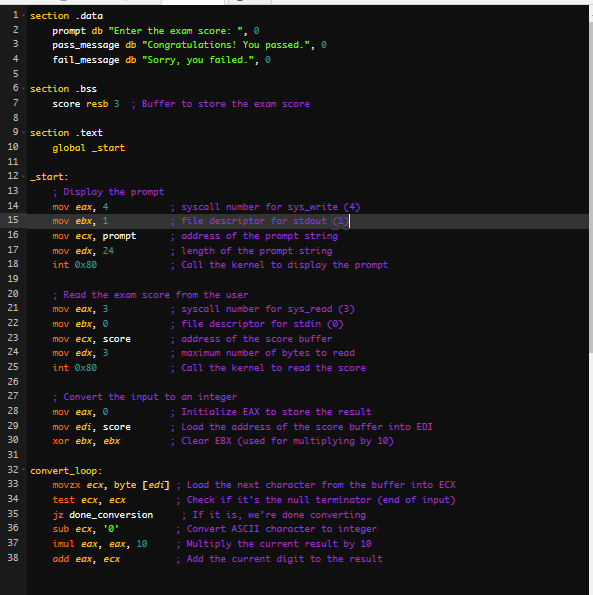 1 section .data
2     prompt db "Enter the exam score: ", 0
3     pass_message db "Congratulations! You passed.", 0
4     fail_message db "Sorry, you failed.", 0
5
6 section .bss
7     score resb 3  ; Buffer to store the exam score
8
9 section .text
10     global _start
11
12 _start:
13     ; Display the prompt
14     mov eax, 4          ; syscall number for sys_write (4)
15     mov ebx, 1          ; file descriptor for stdout (1)
16     mov ecx, prompt     ; address of the prompt string
17     mov edx, 24         ; length of the prompt string
18     int 0x80            ; Call the kernel to display the prompt
19
20     ; Read the exam score from the user
21     mov eax, 3          ; syscall number for sys_read (3)
22     mov ebx, 0          ; file descriptor for stdin (0)
23     mov ecx, score      ; address of the score buffer
24     mov edx, 3          ; maximum number of bytes to read
25     int 0x80            ; Call the kernel to read the score
26
27     ; Convert the input to an integer
28     mov eax, 0          ; Initialize EAX to store the result
29     mov edi, score      ; Load the address of the score buffer into EDI
30     xor ebx, ebx        ; Clear EBX (used for multiplying by 10)
31
32 convert_loop:
33     movzx ecx, byte [edi] ; Load the next character from the buffer into ECX
34     test ecx, ecx         ; Check if it's the null terminator (end of input)
35     jz done_conversion     ; If it is, we're done converting
36     sub ecx, '0'          ; Convert ASCII character to integer
37     imul eax, eax, 10     ; Multiply the current result by 10
38     add eax, ecx          ; Add the current digit to the result